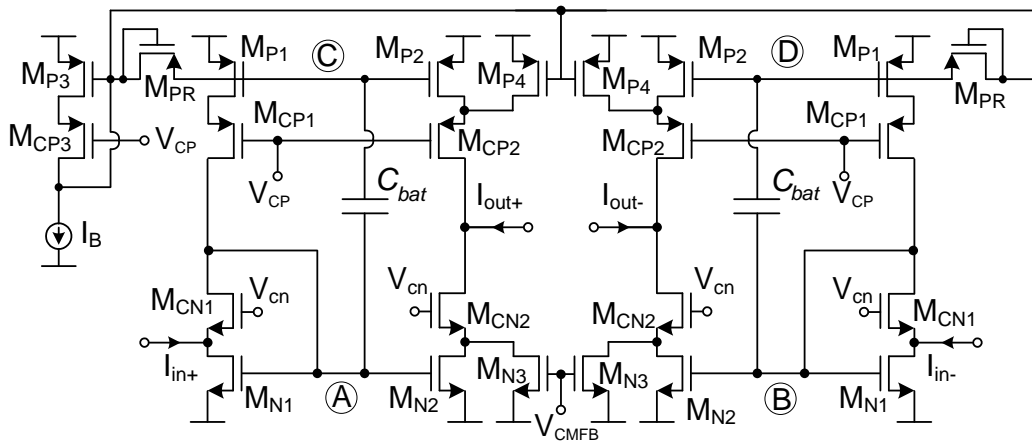 M_P1 Ⓒ M_P2 M_P2 Ⓓ M_P1
M_P3 M_PR M_P4 M_P4 M_PR
M_CP3 V_CP M_CP1 M_CP2 M_CP2 M_CP1
V_CP C_bat C_bat V_CP
I_B I_out+ I_out-
M_CN1 V_cn V_cn M_CN2 M_CN2 V_cn V_cn M_CN1
I_in+ M_N1 Ⓐ M_N2 M_N3 M_N3 M_N2 Ⓑ M_N1 I_in-
V_CMFB